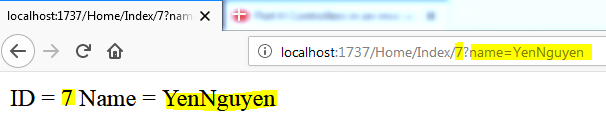 localhost:1737/Home/Index/7?nam
localhost:1737/Home/Index/7?name=YenNguyen
ID = 7 Name = YenNguyen